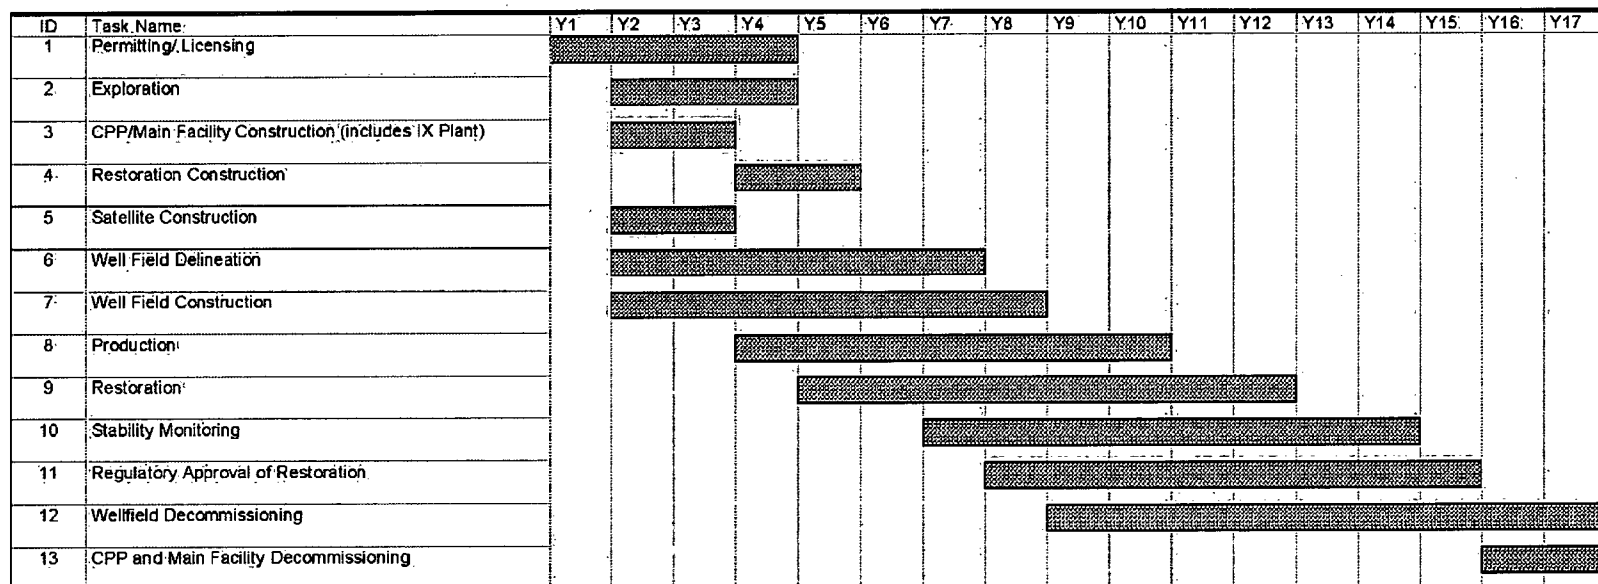 ID Task Name Y1 Y2 Y3 Y4 Y5 Y6 Y7 Y8 Y9 Y10 Y11 Y12 Y13 Y14 Y15 Y16 Y17
1 Permitting/ Licensing
2 Exploration
3 CPP/Main Facility Construction (includes IX Plant)
4 Restoration Construction
5 Satellite Construction
6 Well Field Delineation
7 Well Field Construction
8 Production
9 Restoration
10 Stability Monitoring
11 Regulatory Approval of Restoration
12 Wellfield Decommissioning
13 CPP and Main Facility Decommissioning